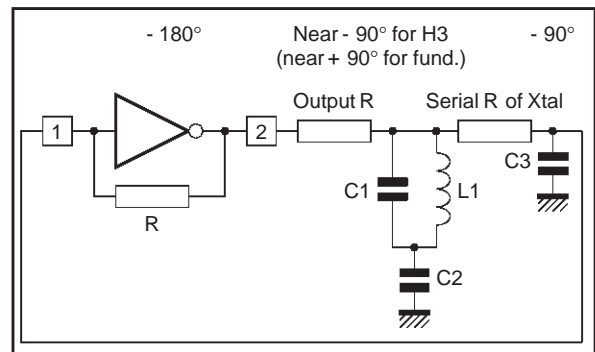 - 180°
Near - 90° for H3
- 90°
(near + 90° for fund.)
Output R
Serial R of Xtal
1
2
C3
C1
L1
R
C2